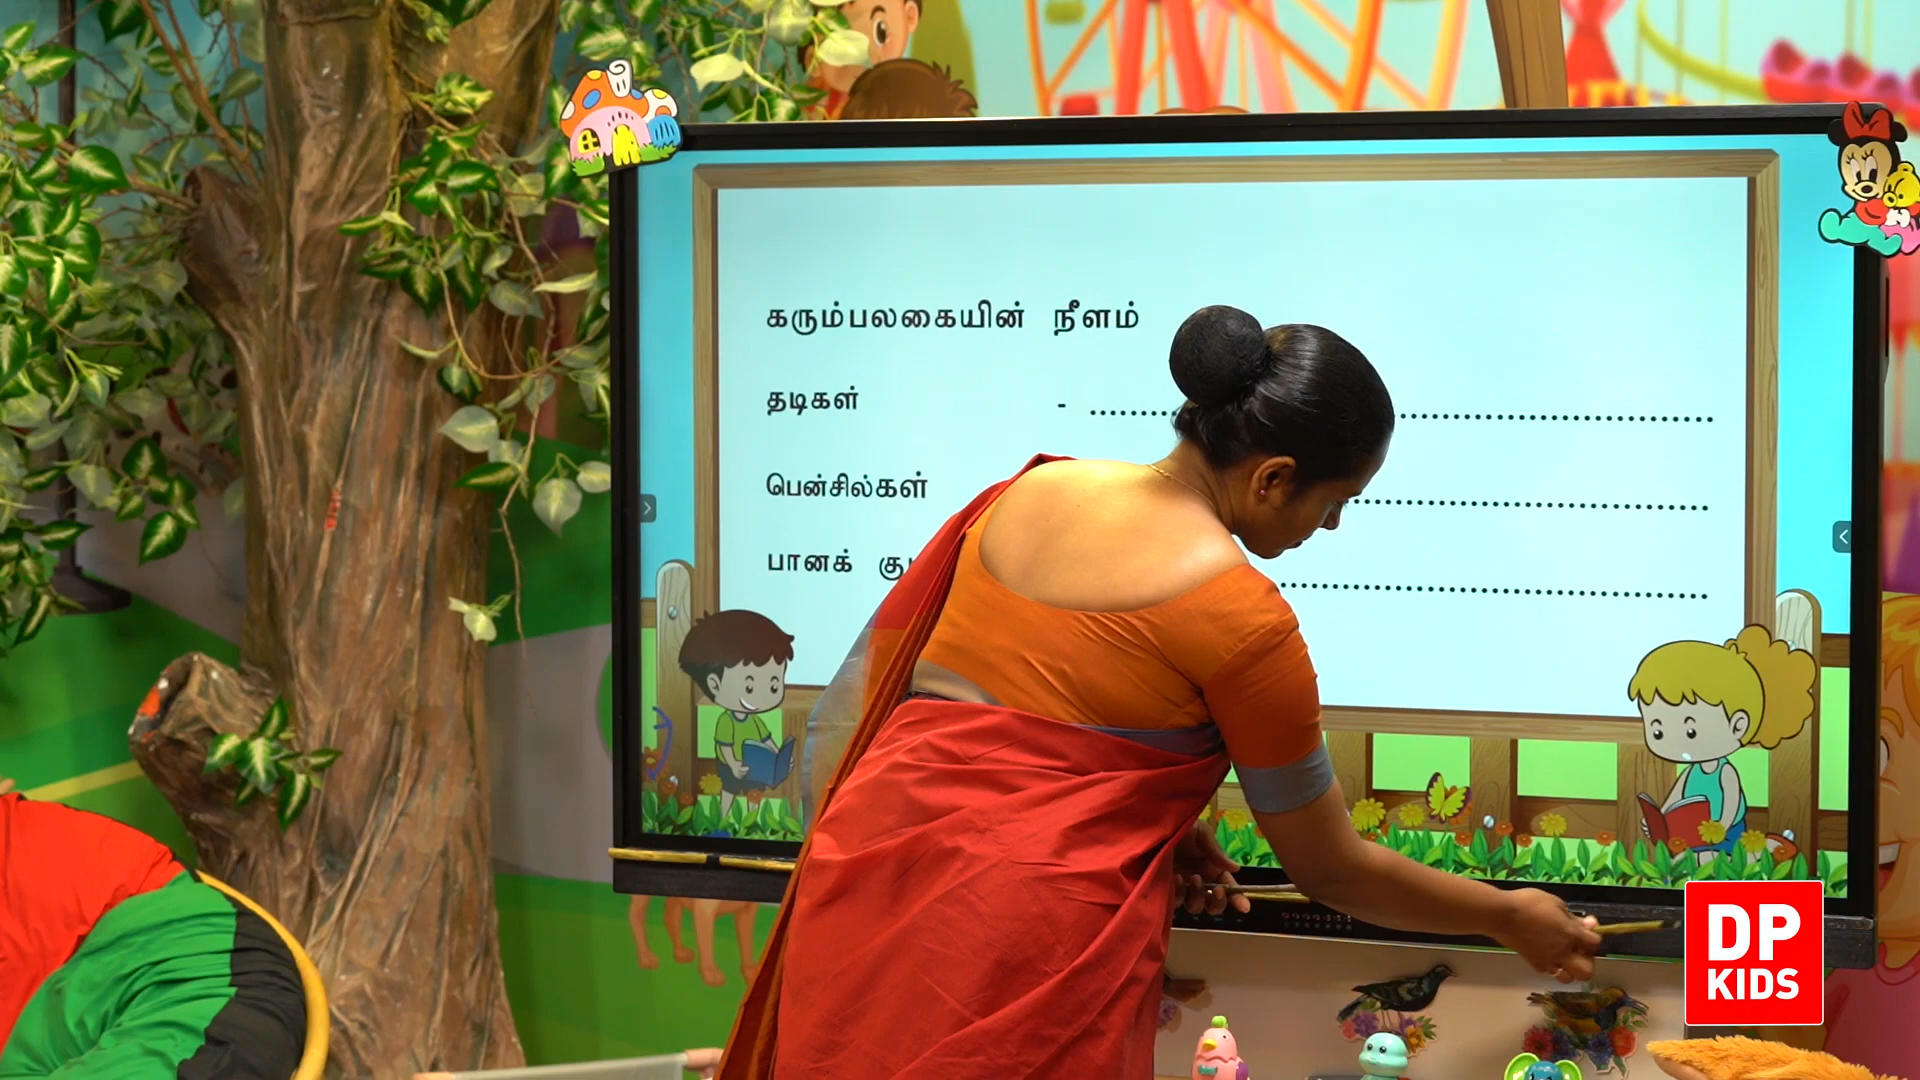 கரும்பலகையின் நீளம்
தடிகள் - ....................
பென்சில்கள் ....................
பானக் ....................
DP
KIDS